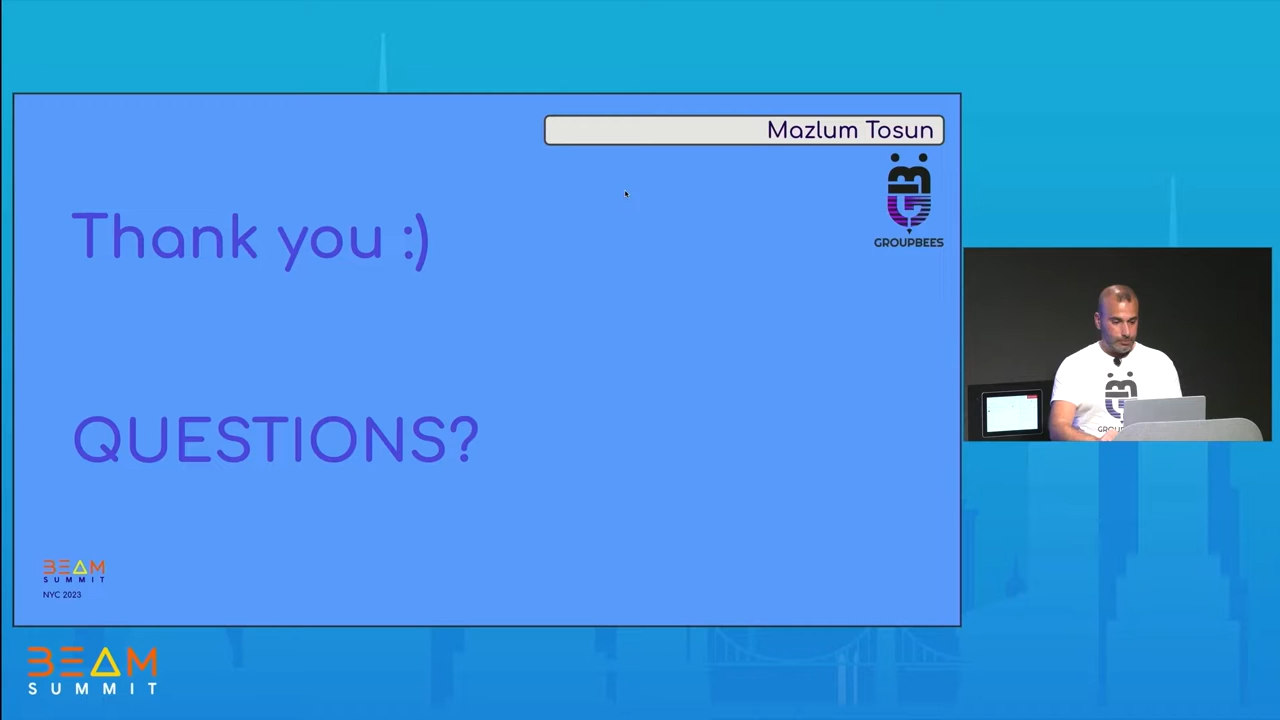 Mazlum Tosun
GROUPBEES
Thank you :)
QUESTIONS?
BEAM
SUMMIT
NYC 2023
BEAM
SUMMIT